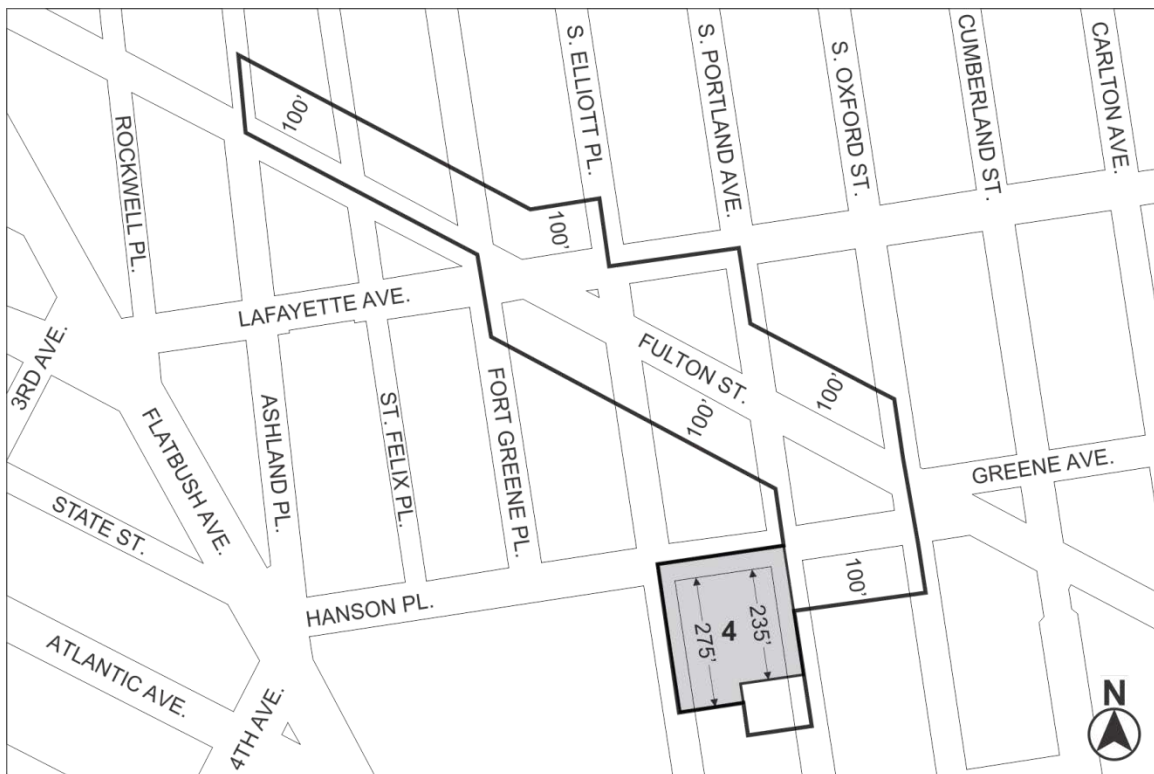 S. ELLIOTT PL.
S. PORTLAND AVE.
S. OXFORD ST.
CUMBERLAND ST.
CARLTON AVE.
100'
ROCKWELL PL.
100'
LAFAYETTE AVE.
3RD AVE.
FULTON ST.
FLATBUSH AVE.
ASHLAND PL.
ST. FELIX PL.
FORT GREENE PL.
100'
100'
GREENE AVE.
STATE ST.
HANSON PL.
100'
4
235'
275'
ATLANTIC AVE.
4TH AVE.
N